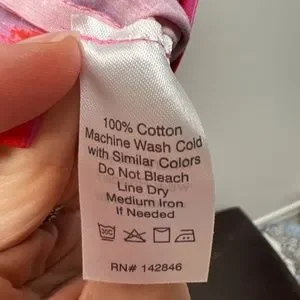 100% Cotton
Machine Wash Cold
with Similar Colors
Do Not Bleach
Line Dry
Medium Iron
If Needed
RN# 142846